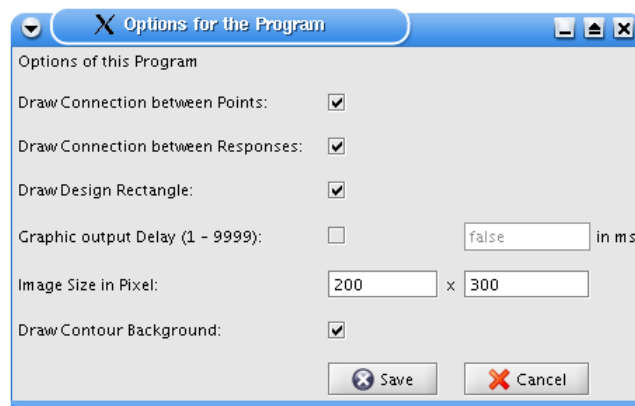 Options for the Program
Options of this Program
Draw Connection between Points:
Draw Connection between Responses:
Draw Design Rectangle:
Graphic output Delay (1 - 9999): false in ms
Image Size in Pixel: 200 x 300
Draw Contour Background:
Save Cancel